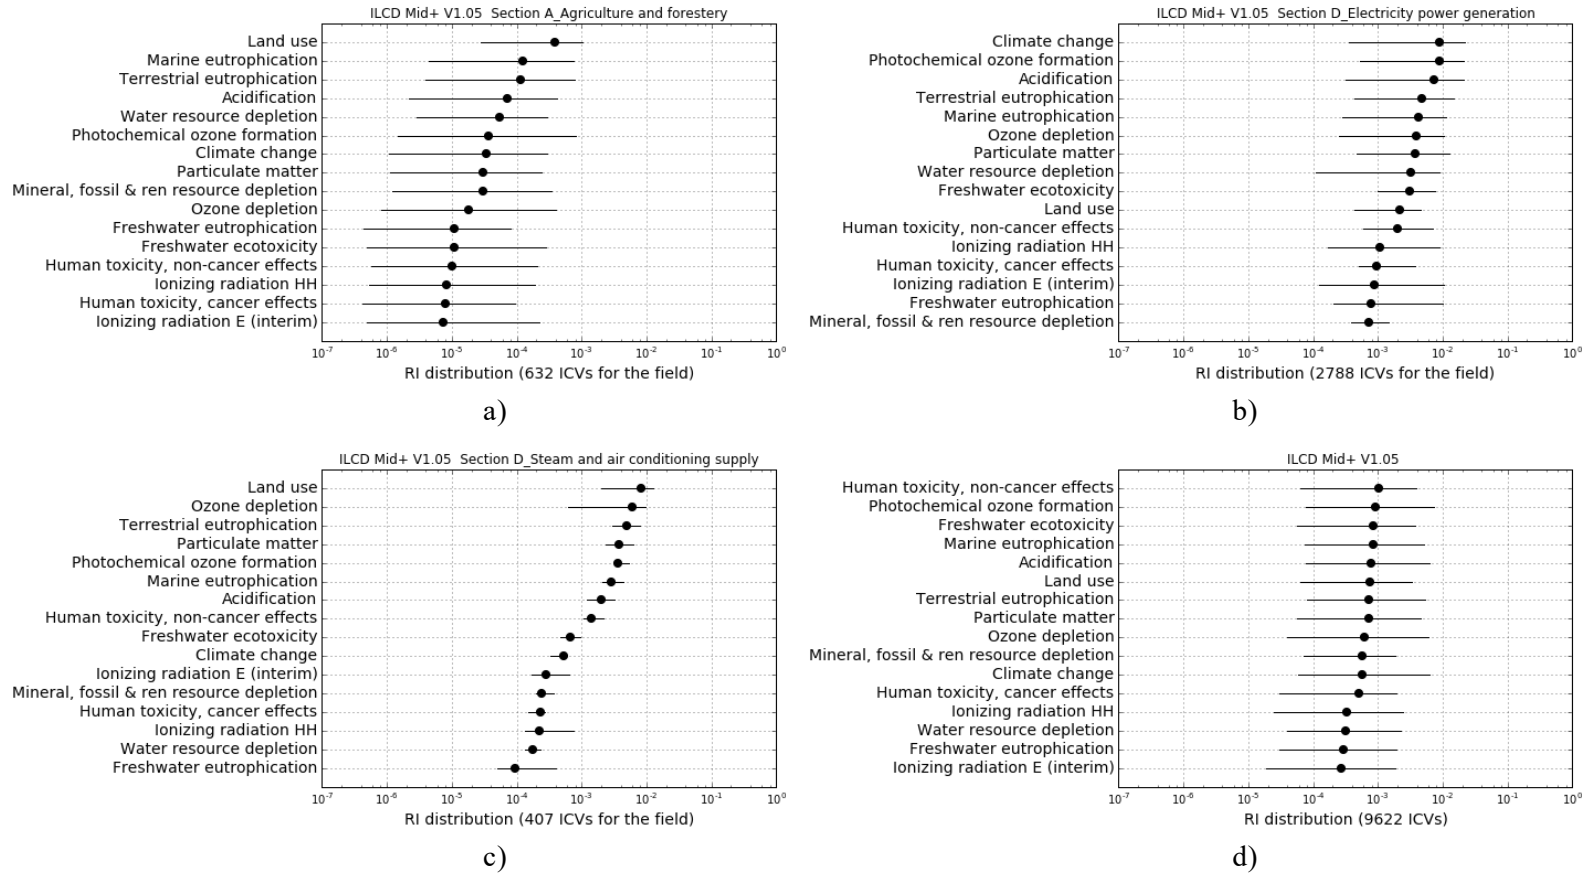 ILCD Mid+ V1.05 Section A_Agriculture and forestery
Land use
Marine eutrophication
Terrestrial eutrophication
Acidification
Water resource depletion
Photochemical ozone formation
Climate change
Particulate matter
Mineral, fossil & ren resource depletion
Ozone depletion
Freshwater eutrophication
Freshwater ecotoxicity
Human toxicity, non-cancer effects
Ionizing radiation HH
Human toxicity, cancer effects
Ionizing radiation E (interim)
10^-7 10^-6 10^-5 10^-4 10^-3 10^-2 10^-1 10^0
RI distribution (632 ICVs for the field)
a)
ILCD Mid+ V1.05 Section D_Electricity power generation
Climate change
Photochemical ozone formation
Acidification
Terrestrial eutrophication
Marine eutrophication
Ozone depletion
Particulate matter
Water resource depletion
Freshwater ecotoxicity
Land use
Human toxicity, non-cancer effects
Ionizing radiation HH
Human toxicity, cancer effects
Ionizing radiation E (interim)
Freshwater eutrophication
Mineral, fossil & ren resource depletion
10^-7 10^-6 10^-5 10^-4 10^-3 10^-2 10^-1 10^0
RI distribution (2788 ICVs for the field)
b)
ILCD Mid+ V1.05 Section D_Steam and air conditioning supply
Land use
Ozone depletion
Terrestrial eutrophication
Particulate matter
Photochemical ozone formation
Marine eutrophication
Acidification
Human toxicity, non-cancer effects
Freshwater ecotoxicity
Climate change
Ionizing radiation E (interim)
Mineral, fossil & ren resource depletion
Human toxicity, cancer effects
Ionizing radiation HH
Water resource depletion
Freshwater eutrophication
10^-7 10^-6 10^-5 10^-4 10^-3 10^-2 10^-1 10^0
RI distribution (407 ICVs for the field)
c)
ILCD Mid+ V1.05
Human toxicity, non-cancer effects
Photochemical ozone formation
Freshwater ecotoxicity
Marine eutrophication
Acidification
Land use
Terrestrial eutrophication
Particulate matter
Ozone depletion
Mineral, fossil & ren resource depletion
Climate change
Human toxicity, cancer effects
Ionizing radiation HH
Water resource depletion
Freshwater eutrophication
Ionizing radiation E (interim)
10^-7 10^-6 10^-5 10^-4 10^-3 10^-2 10^-1 10^0
RI distribution (9622 ICVs)
d)